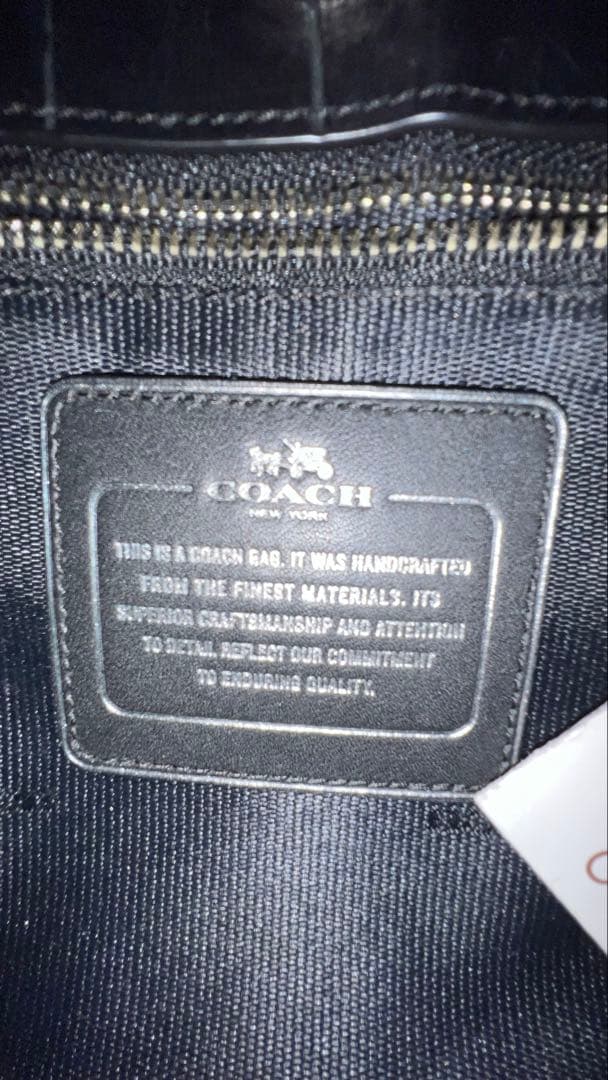 COACH
NEW YORK
THIS IS A COACH BAG. IT WAS HANDCRAFTED
FROM THE FINEST MATERIALS. ITS
SUPERIOR CRAFTSMANSHIP AND ATTENTION
TO DETAIL REFLECT OUR COMMITMENT
TO ENDURING QUALITY.